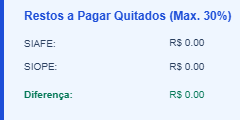 Restos a Pagar Quitados (Max. 30%)
SIAFE: R$ 0.00
SIOPE: R$ 0.00
Diferença: R$ 0.00